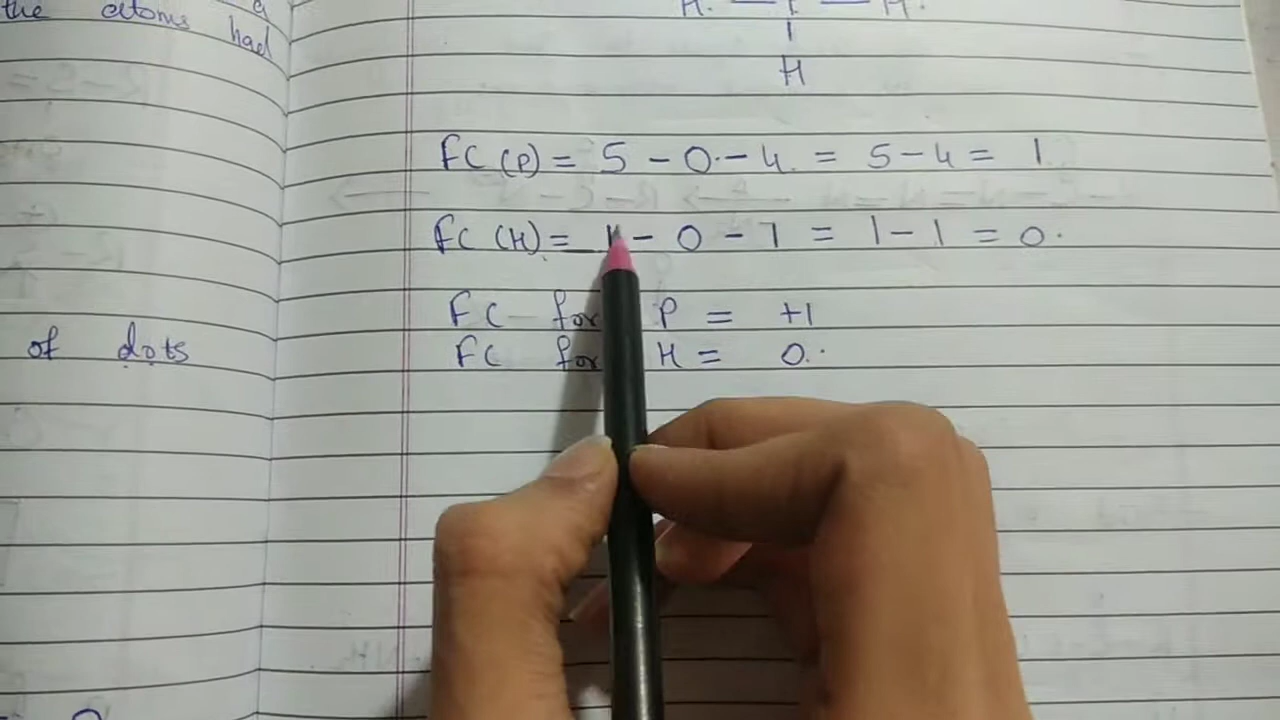 the atoms had
H. — P — H.
|
H
FC (P) = 5 - 0 - 4 = 5 - 4 = 1
FC (H) = 1 - 0 - 1 = 1 - 1 = 0.
FC for P = +1
FC for H = 0.
of dots